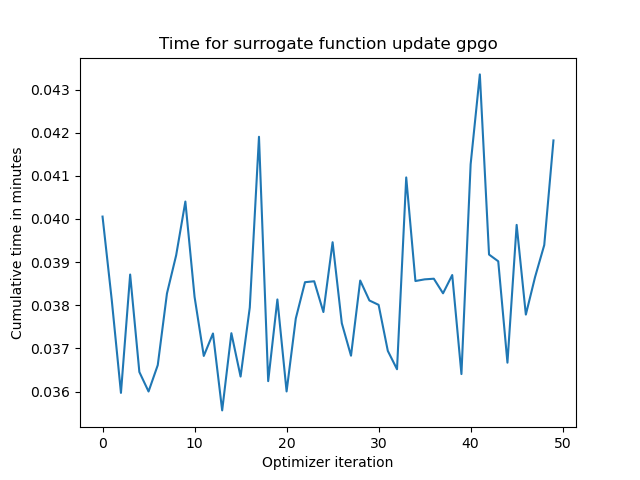 Time for surrogate function update gpgo
Cumulative time in minutes
0.043
0.042
0.041
0.040
0.039
0.038
0.037
0.036
0 10 20 30 40 50
Optimizer iteration